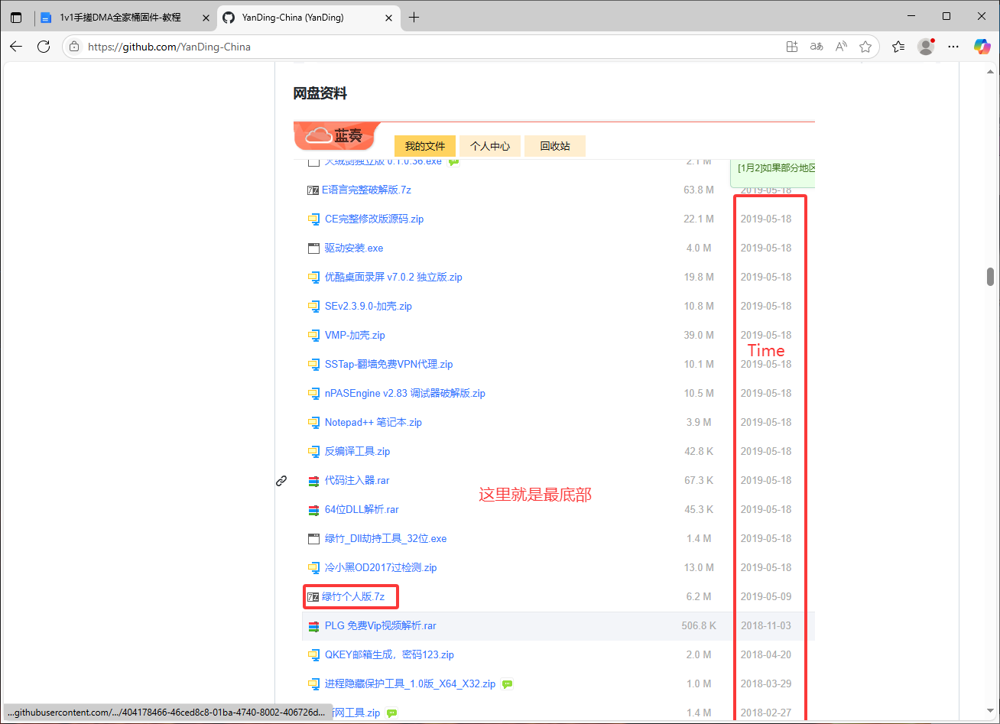 1v1手搓DMA全家桶固件-教程
YanDing-China (YanDing)
https://github.com/YanDing-China
网盘资料
蓝奏
我的文件
个人中心
回收站
火绒剑独立版 0.1.0.36.exe 2.1 M
[1月2]如果部分地区
E语言完整破解版.7z 63.8 M 2019-05-18
CE完整修改版源码.zip 22.1 M 2019-05-18
驱动安装.exe 4.0 M 2019-05-18
优酷桌面录屏 v7.0.2 独立版.zip 19.8 M 2019-05-18
SEv2.3.9.0-加壳.zip 10.8 M 2019-05-18
VMP-加壳.zip 39.0 M 2019-05-18
Time
SSTap-翻墙免费VPN代理.zip 10.1 M 2019-05-18
nPASEngine v2.83 调试器破解版.zip 10.5 M 2019-05-18
Notepad++ 笔记本.zip 3.9 M 2019-05-18
反编译工具.zip 42.8 K 2019-05-18
代码注入器.rar 67.3 K 2019-05-18
这里就是最底部
64位DLL解析.rar 45.3 K 2019-05-18
绿竹_Dll劫持工具_32位.exe 1.4 M 2019-05-18
冷小黑OD2017过检测.zip 13.0 M 2019-05-18
绿竹个人版.7z 6.2 M 2019-05-09
PLG 免费Vip视频解析.rar 506.8 K 2018-11-03
QKEY邮箱生成，密码123.zip 2.0 M 2018-04-20
进程隐藏保护工具_1.0版_X64_X32.zip 1.0 M 2018-03-29
网工具.zip 1.4 M 2018-02-27
...githubusercontent.com/.../404178466-46ced8c8-01ba-4740-8002-406726d...